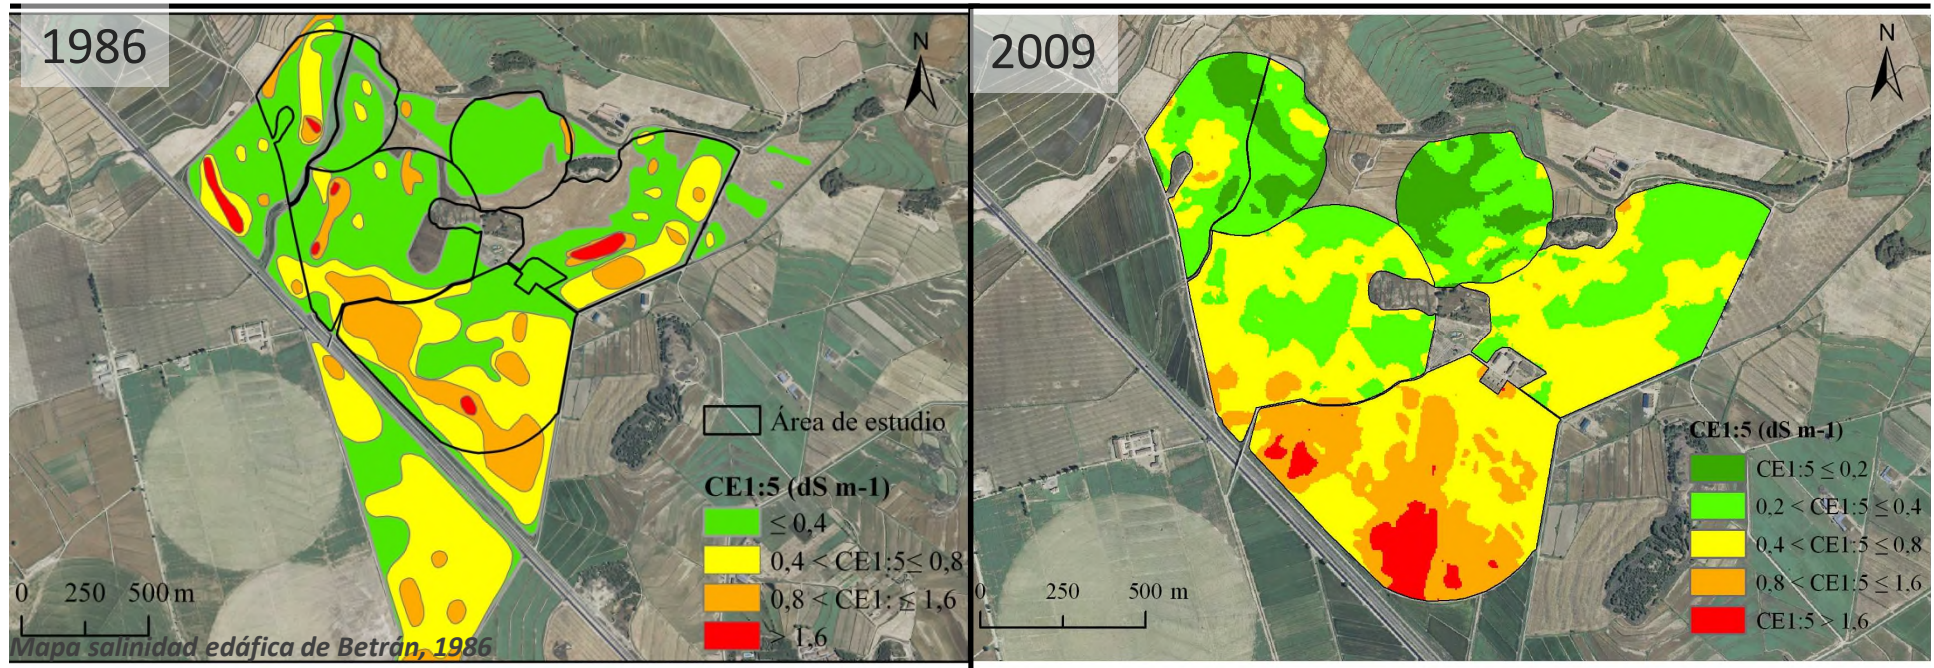 1986
N
Área de estudio
CE1:5 (dS m-1)
≤ 0,4
0,4 < CE1:5≤ 0,8
0,8 < CE1: ≤ 1,6
> 1,6
0 250 500 m
Mapa salinidad edáfica de Betrán, 1986
2009
N
CE1:5 (dS m-1)
CE1:5 ≤ 0,2
0,2 < CE1:5 ≤ 0.4
0,4 < CE1:5 ≤ 0,8
0,8 < CE1:5 ≤ 1,6
CE1:5 > 1,6
0 250 500 m